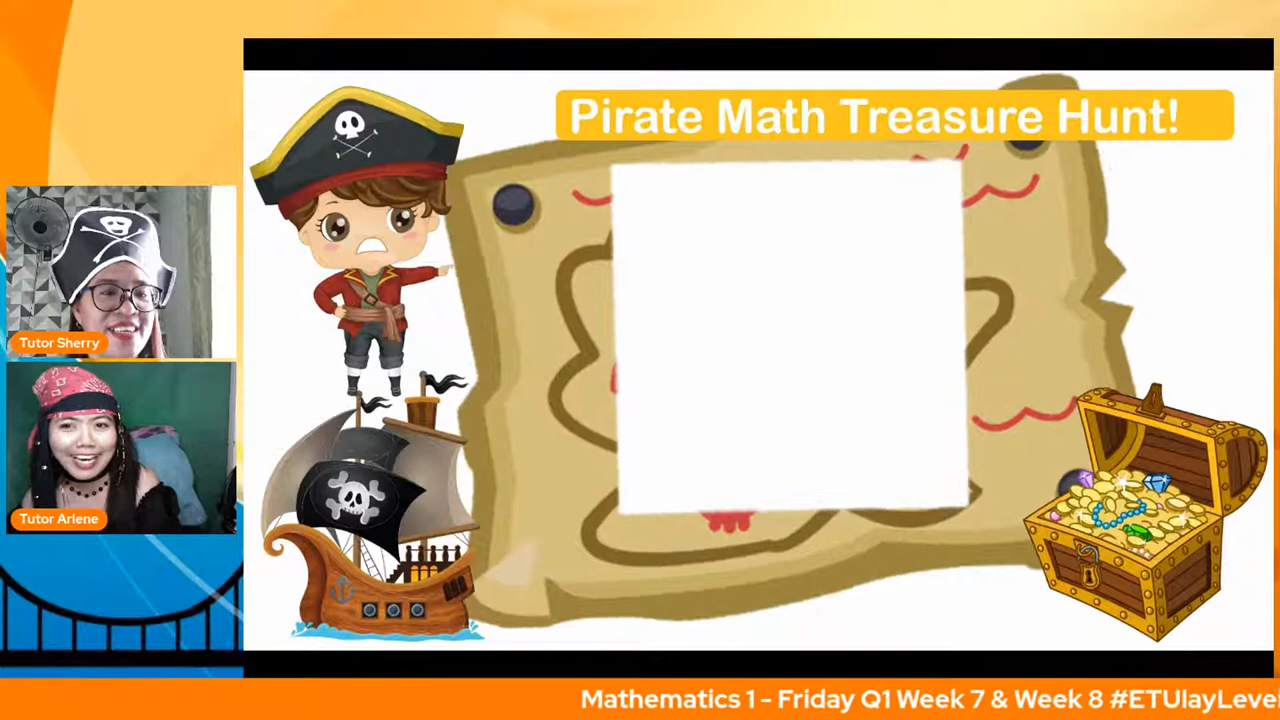 Pirate Math Treasure Hunt!
Tutor Sherry
Tutor Arlene
Mathematics 1 - Friday Q1 Week 7 & Week 8 #ETUlayLevel